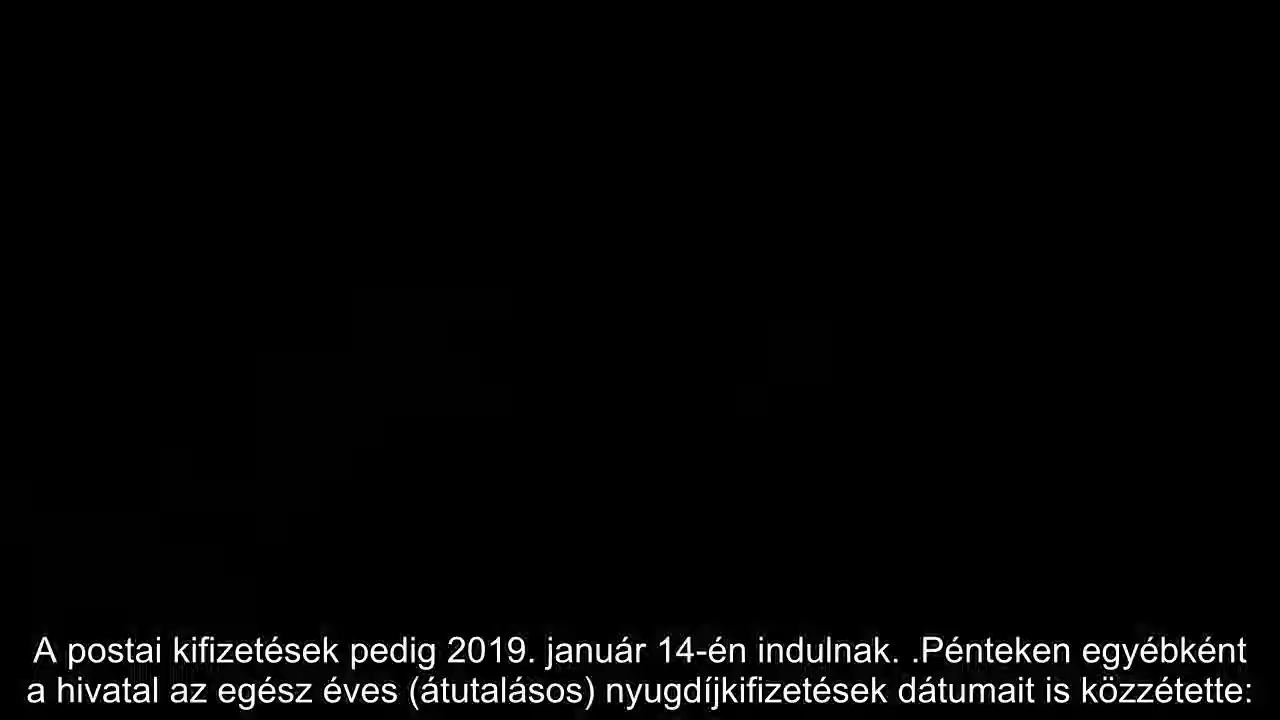 A postai kifizetések pedig 2019. január 14-én indulnak. .Pénteken egyébként
a hivatal az egész éves (átutalásos) nyugdíjkifizetések dátumait is közzétette: